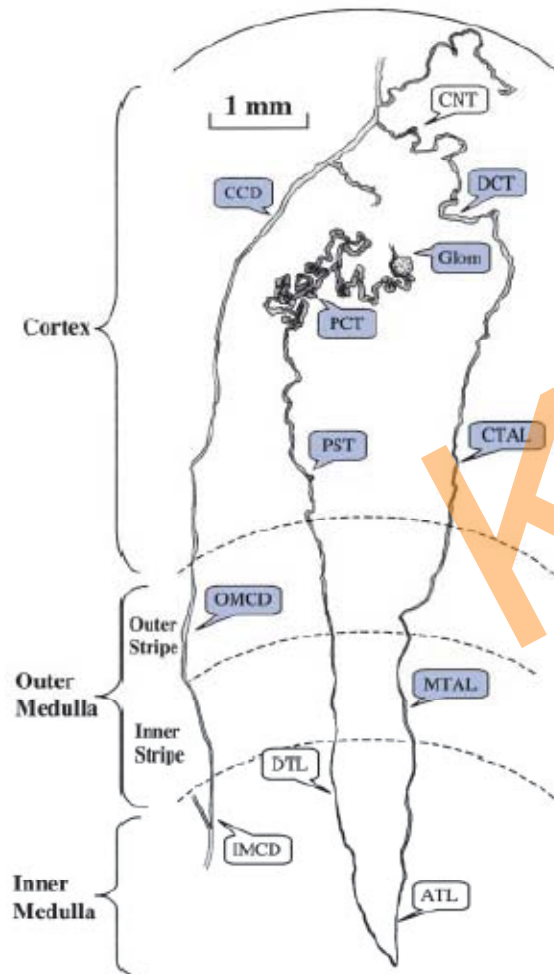 CNT
1 mm
CCD
DCT
Glom
PCT
Cortex
PST
CTAL
OMCD
Outer
Stripe
Outer
Medulla
MTAL
Inner
Stripe
DTL
IMCD
Inner
Medulla
ATL
K